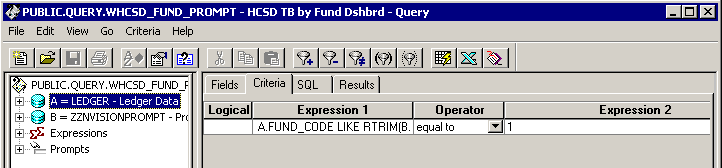 PUBLIC.QUERY.WHCSD_FUND_PROMPT - HCSD TB by Fund Dshbrd - Query
File Edit View Go Criteria Help
PUBLIC.QUERY.WHCSD_FUND_P
A = LEDGER - Ledger Data
B = ZZNVISIONPROMPT - Pro
Expressions
Prompts
Fields Criteria SQL Results
Logical Expression 1 Operator Expression 2
A.FUND_CODE LIKE RTRIM(B. equal to 1